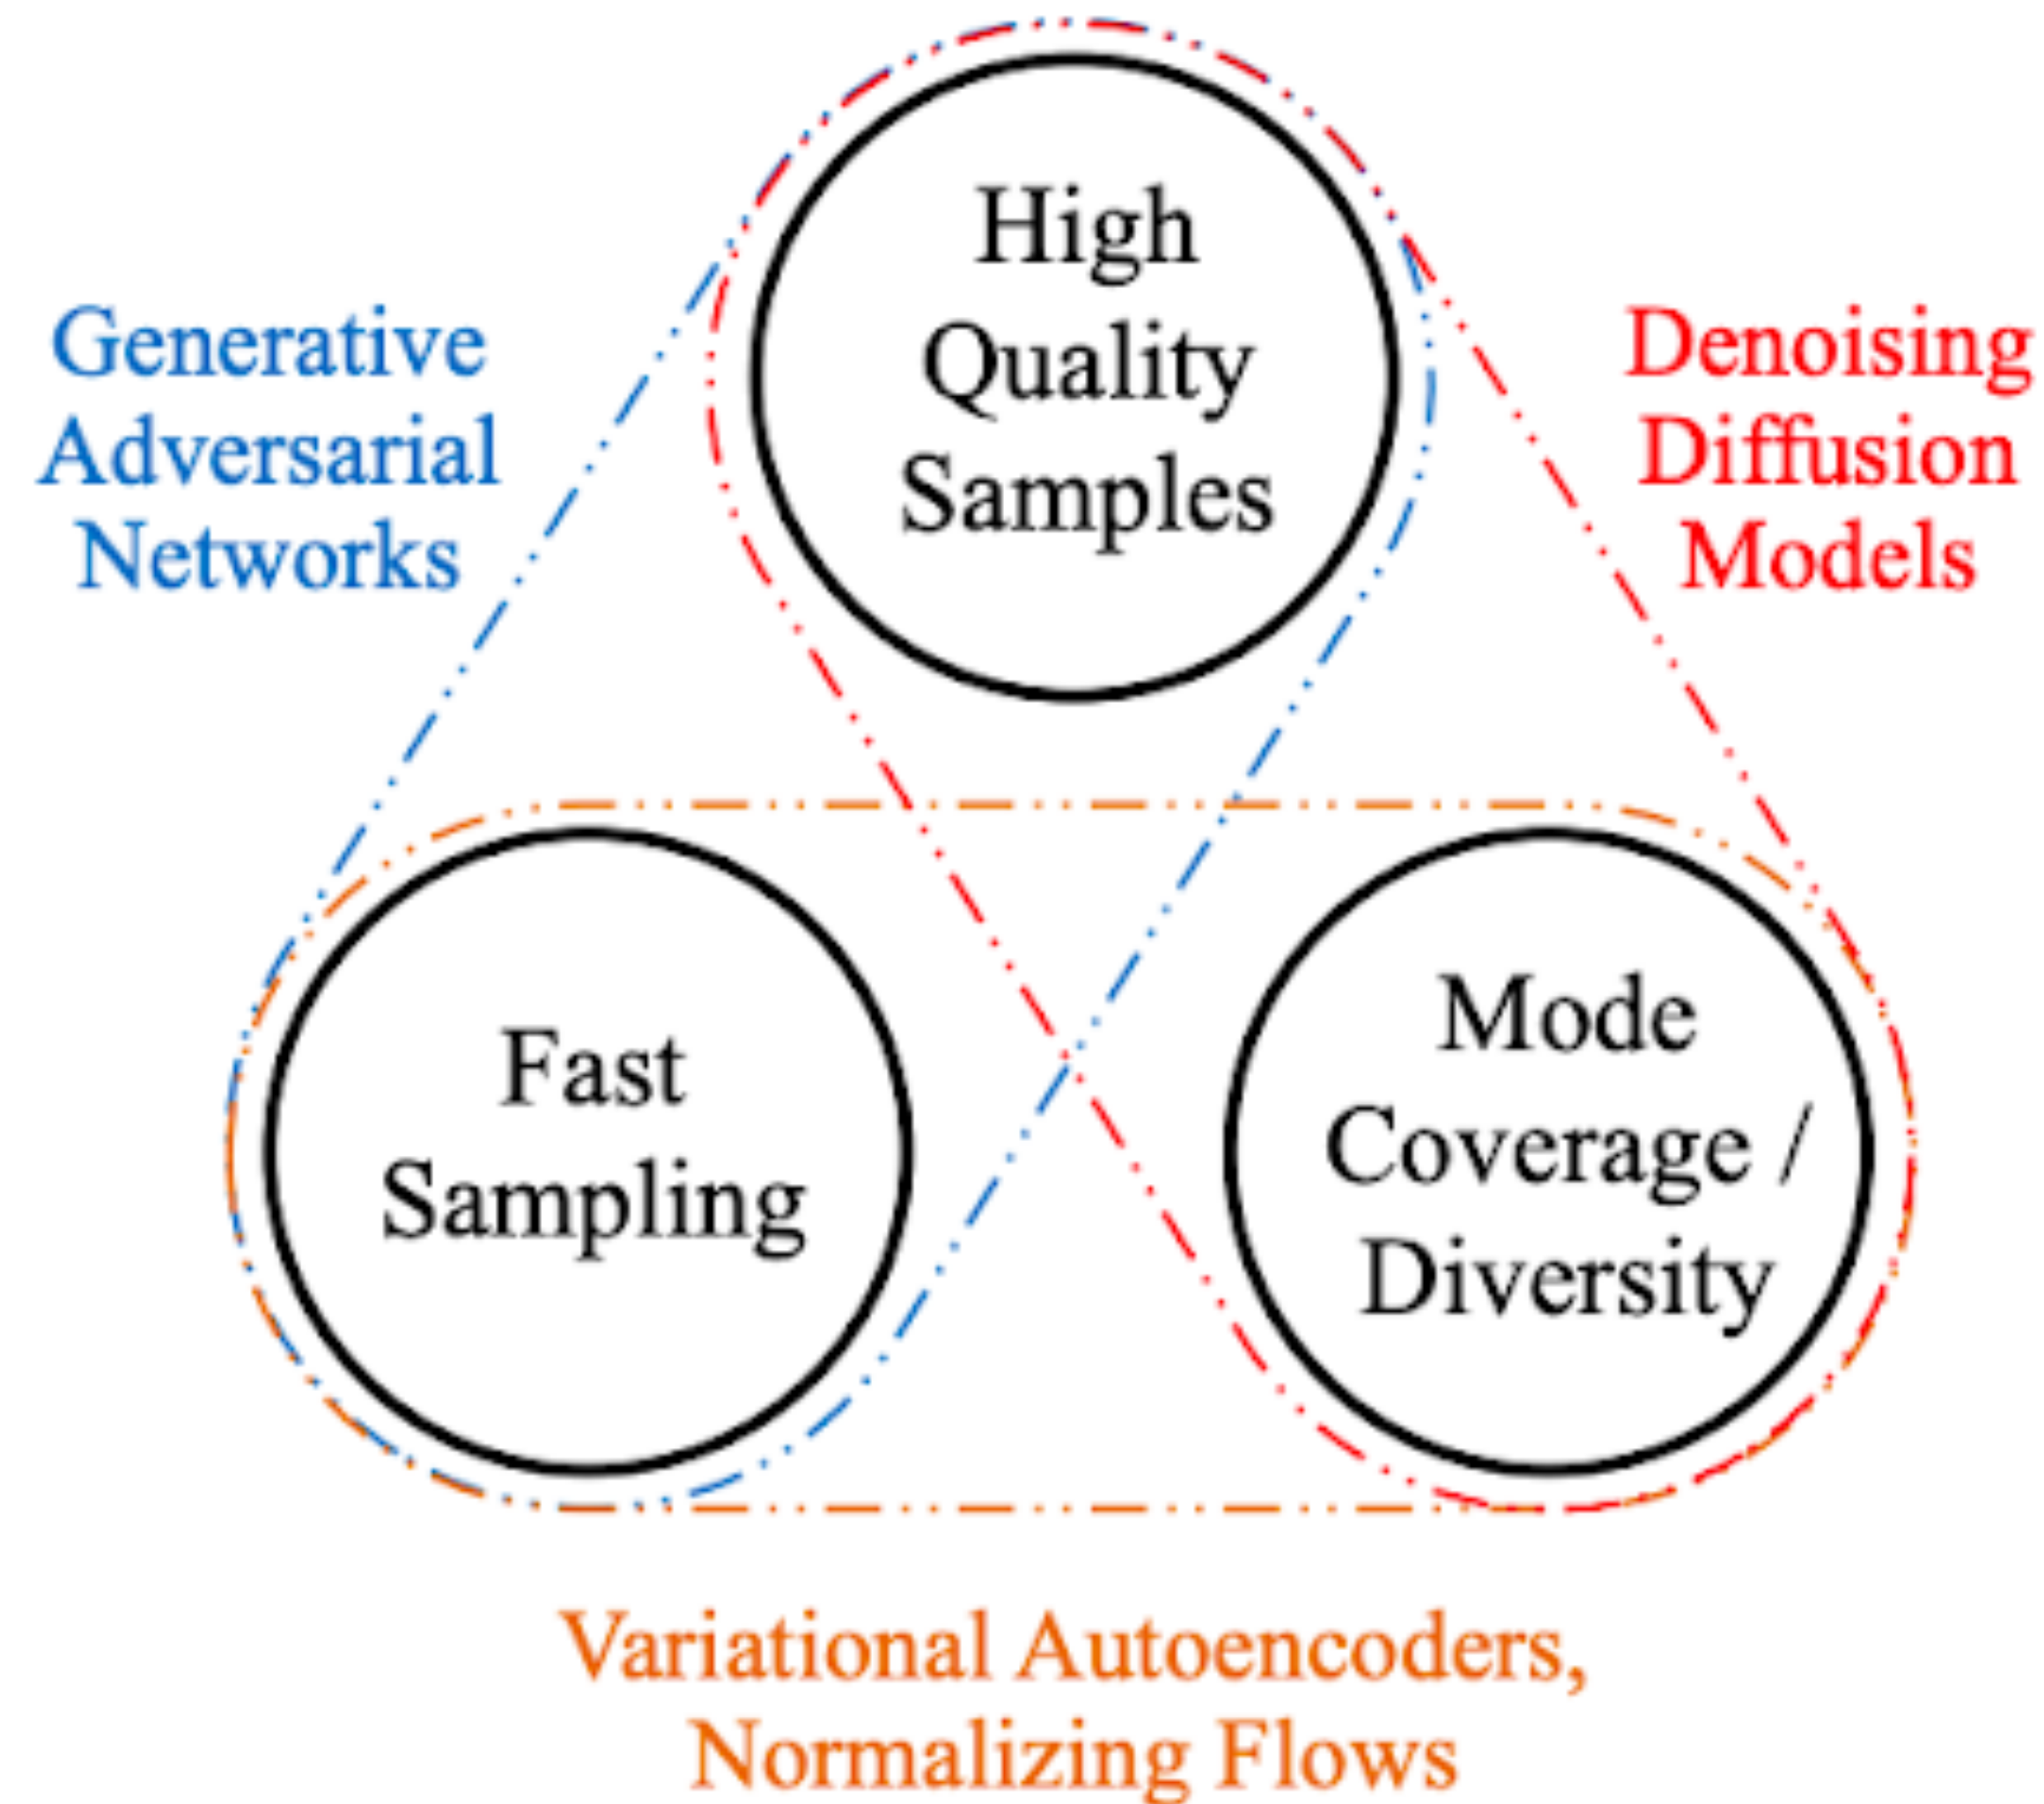 High
Quality
Samples
Generative
Adversarial
Networks
Denoising
Diffusion
Models
Fast
Sampling
Mode
Coverage /
Diversity
Variational Autoencoders,
Normalizing Flows